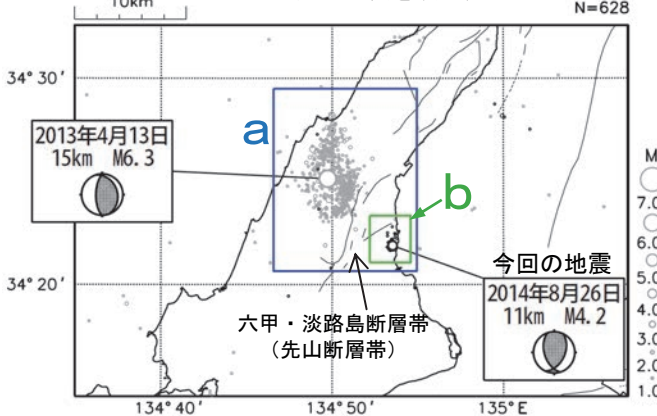 10km
N=628
34°30'
a
2013年4月13日
15km M6.3
b
M
7.0
6.0
5.0
4.0
3.0
2.0
1.0
34°20'
今回の地震
2014年8月26日
11km M4.2
六甲・淡路島断層帯
（先山断層帯）
134°40'
134°50'
135°E